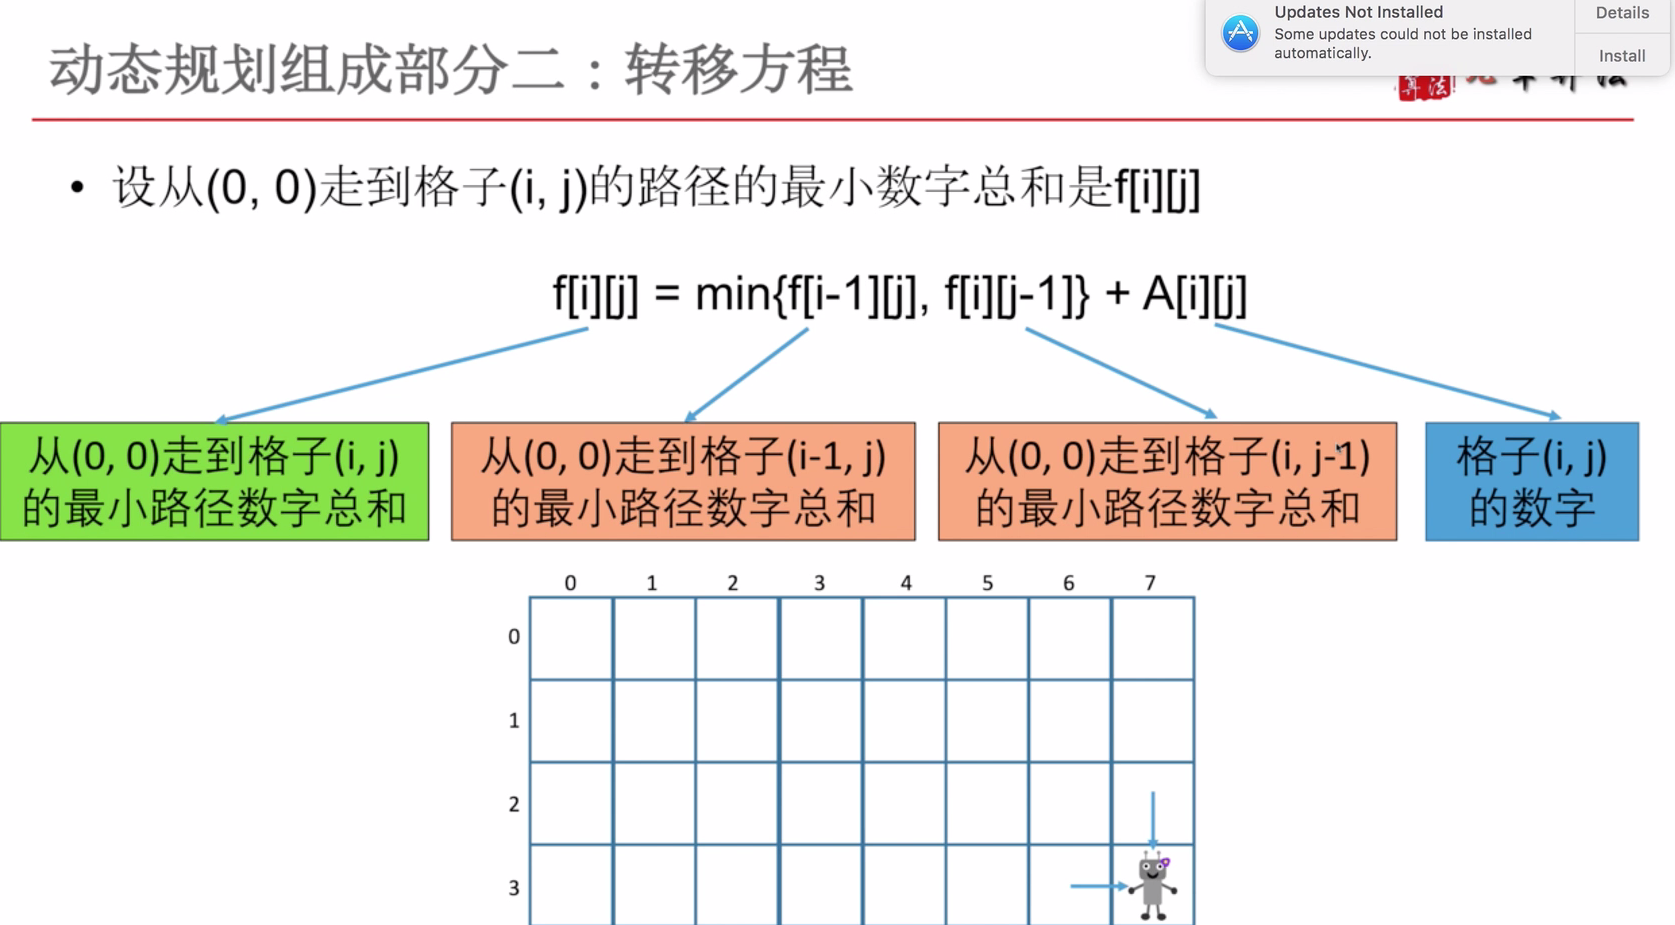 Updates Not Installed
Some updates could not be installed
automatically.
Details
Install
动态规划组成部分二：转移方程
算法
• 设从(0, 0)走到格子(i, j)的路径的最小数字总和是f[i][j]
f[i][j] = min{f[i-1][j], f[i][j-1]} + A[i][j]
从(0, 0)走到格子(i, j)
的最小路径数字总和
从(0, 0)走到格子(i-1, j)
的最小路径数字总和
从(0, 0)走到格子(i, j-1)
的最小路径数字总和
格子(i, j)
的数字
0 1 2 3 4 5 6 7
0
1
2
3